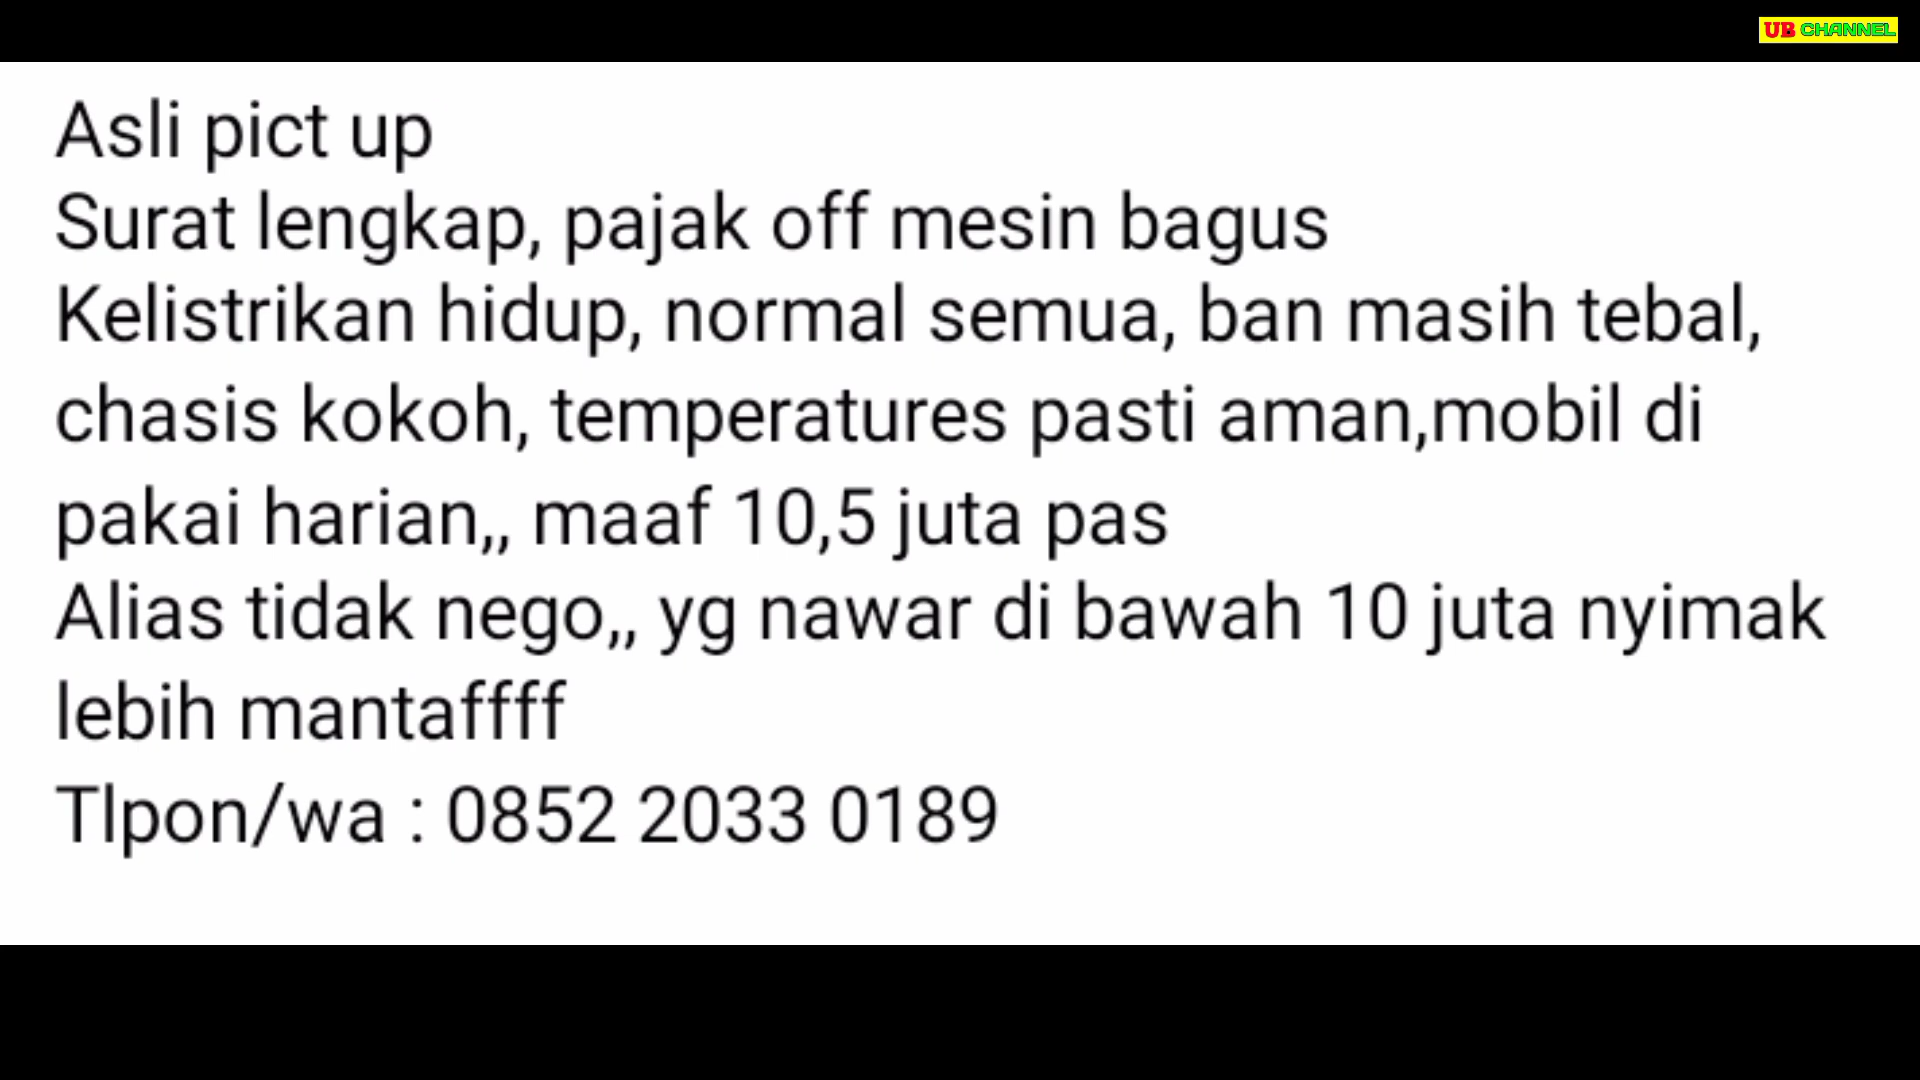 UB CHANNEL
Asli pict up
Surat lengkap, pajak off mesin bagus
Kelistrikan hidup, normal semua, ban masih tebal,
chasis kokoh, temperatures pasti aman,mobil di
pakai harian,, maaf 10,5 juta pas
Alias tidak nego,, yg nawar di bawah 10 juta nyimak
lebih mantaffff
Tlpon/wa : 0852 2033 0189